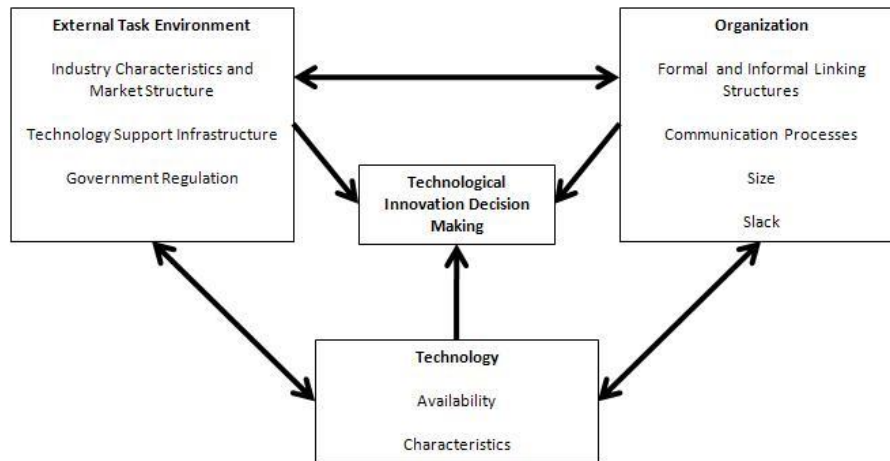 External Task Environment
Industry Characteristics and
Market Structure
Technology Support Infrastructure
Government Regulation
Organization
Formal and Informal Linking
Structures
Communication Processes
Size
Slack
Technological
Innovation Decision
Making
Technology
Availability
Characteristics